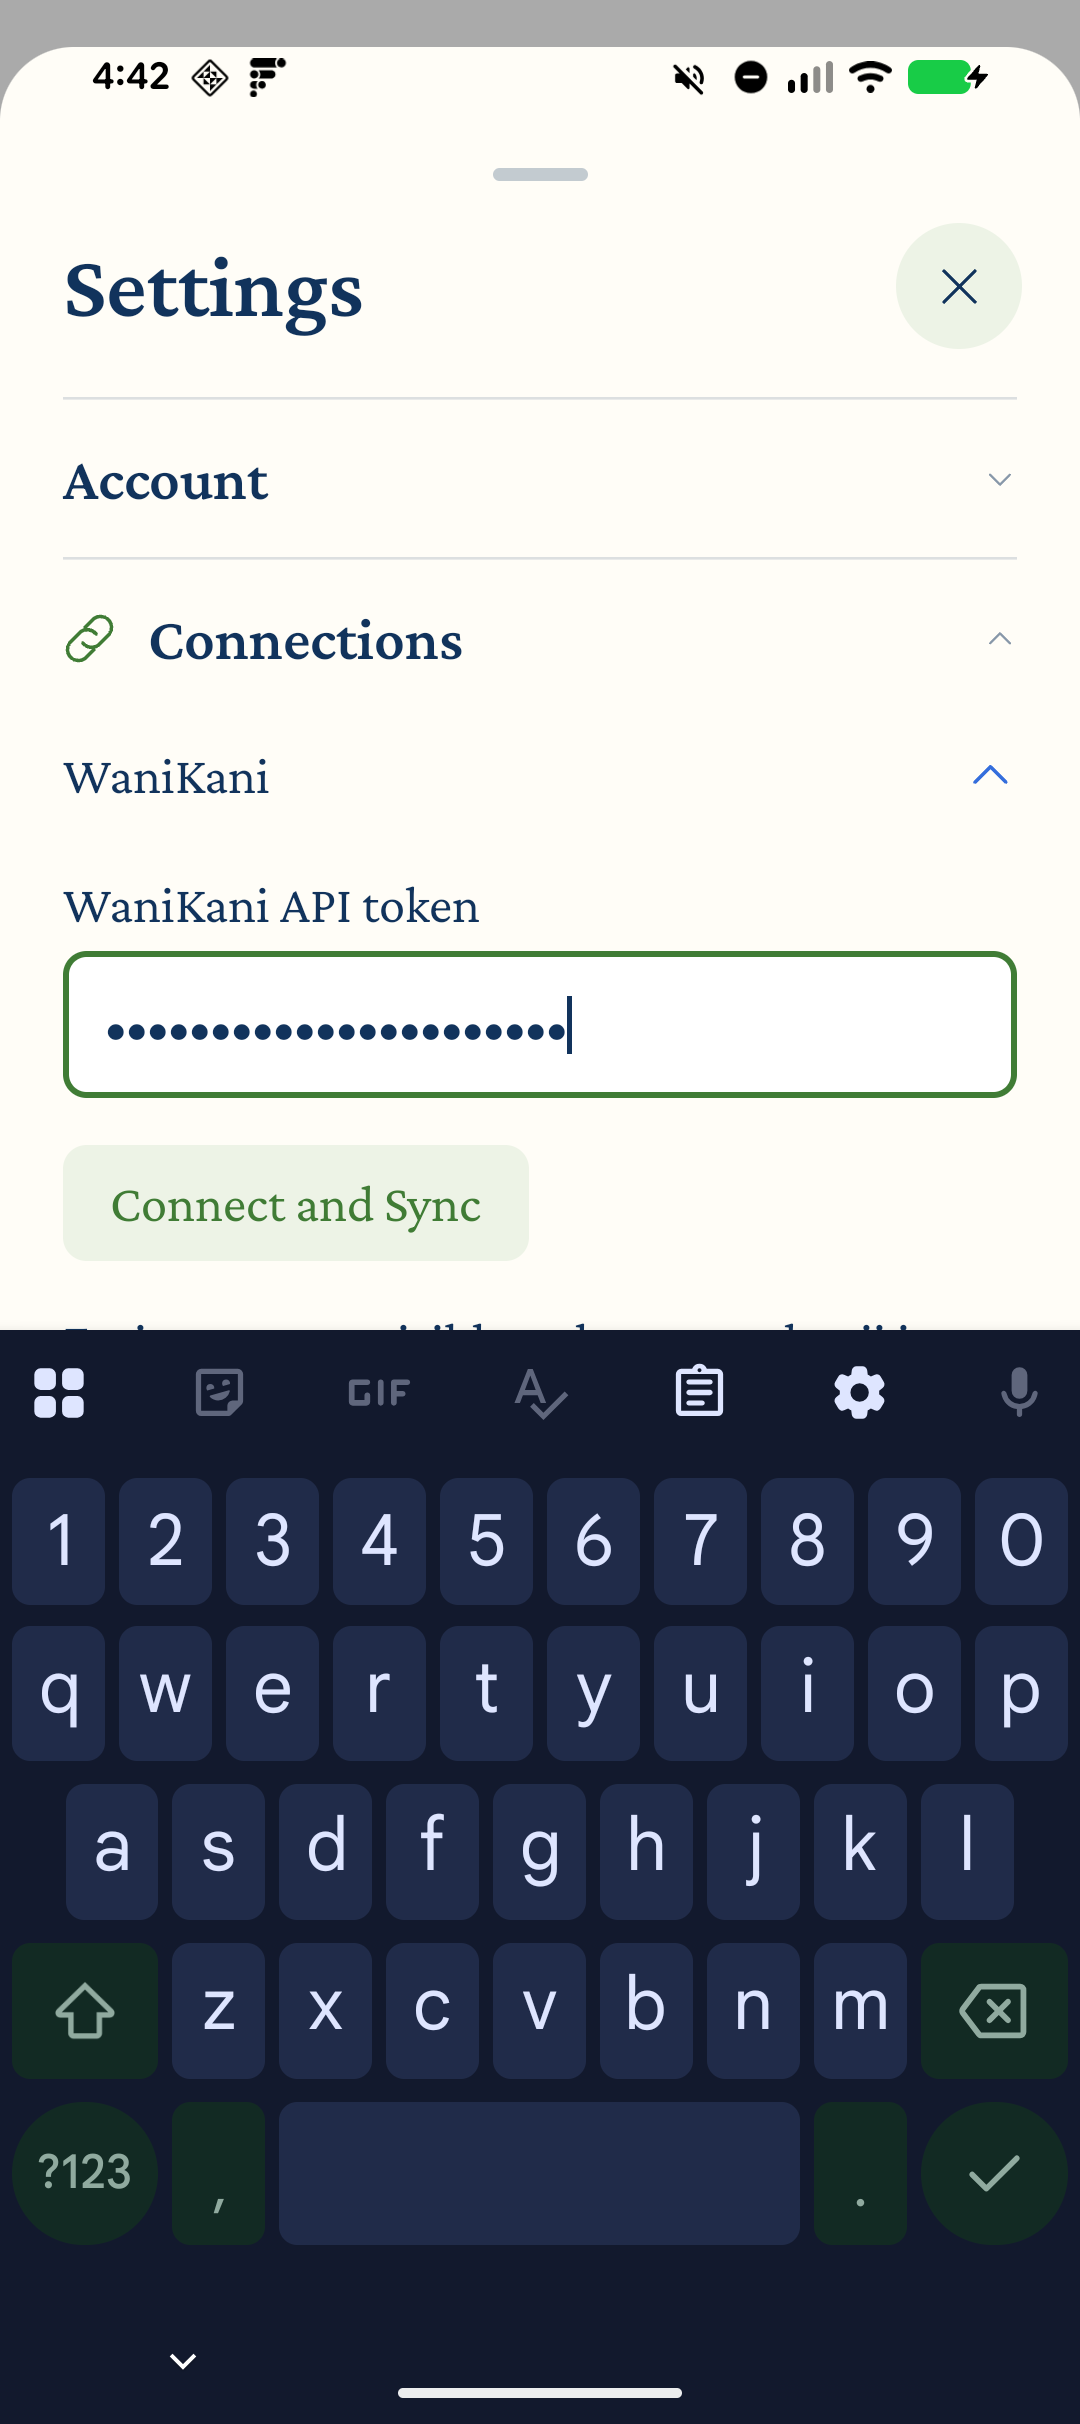 4:42
Settings
Account
Connections
WaniKani
WaniKani API token
••••••••••••••••••••••
Connect and Sync
GIF
1 2 3 4 5 6 7 8 9 0
q w e r t y u i o p
a s d f g h j k l
z x c v b n m
?123 , .